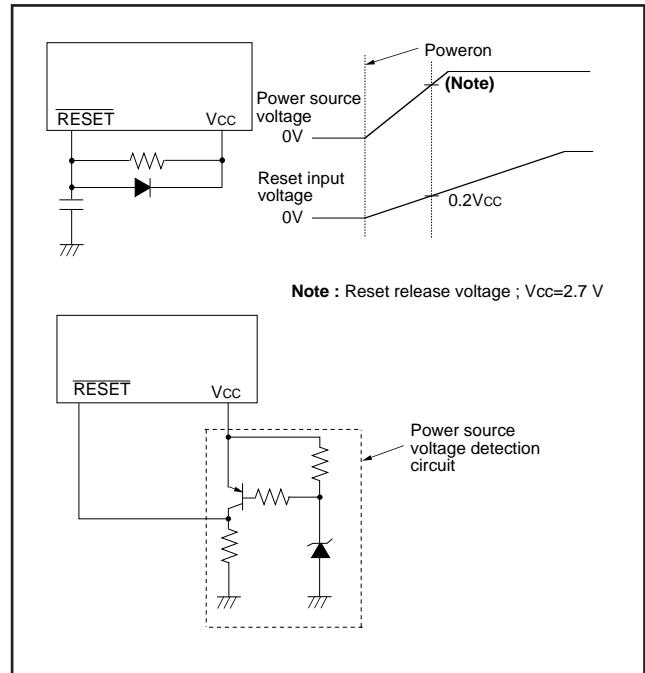 Poweron
(Note)
Power source
voltage
0V
RESET
VCC
Reset input
voltage
0V
0.2VCC
Note : Reset release voltage ; Vcc=2.7 V
RESET
VCC
Power source
voltage detection
circuit